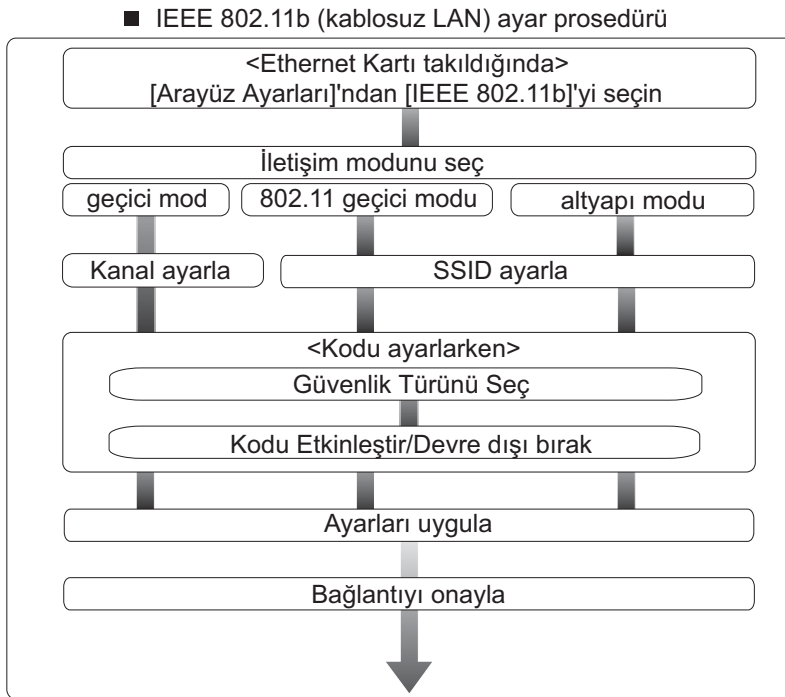 ■ IEEE 802.11b (kablosuz LAN) ayar prosedürü
<Ethernet Kartı takıldığında>
[Arayüz Ayarları]'ndan [IEEE 802.11b]'yi seçin
İletişim modunu seç
geçici mod
802.11 geçici modu
altyapı modu
Kanal ayarla
SSID ayarla
<Kodu ayarlarken>
Güvenlik Türünü Seç
Kodu Etkinleştir/Devre dışı bırak
Ayarları uygula
Bağlantıyı onayla